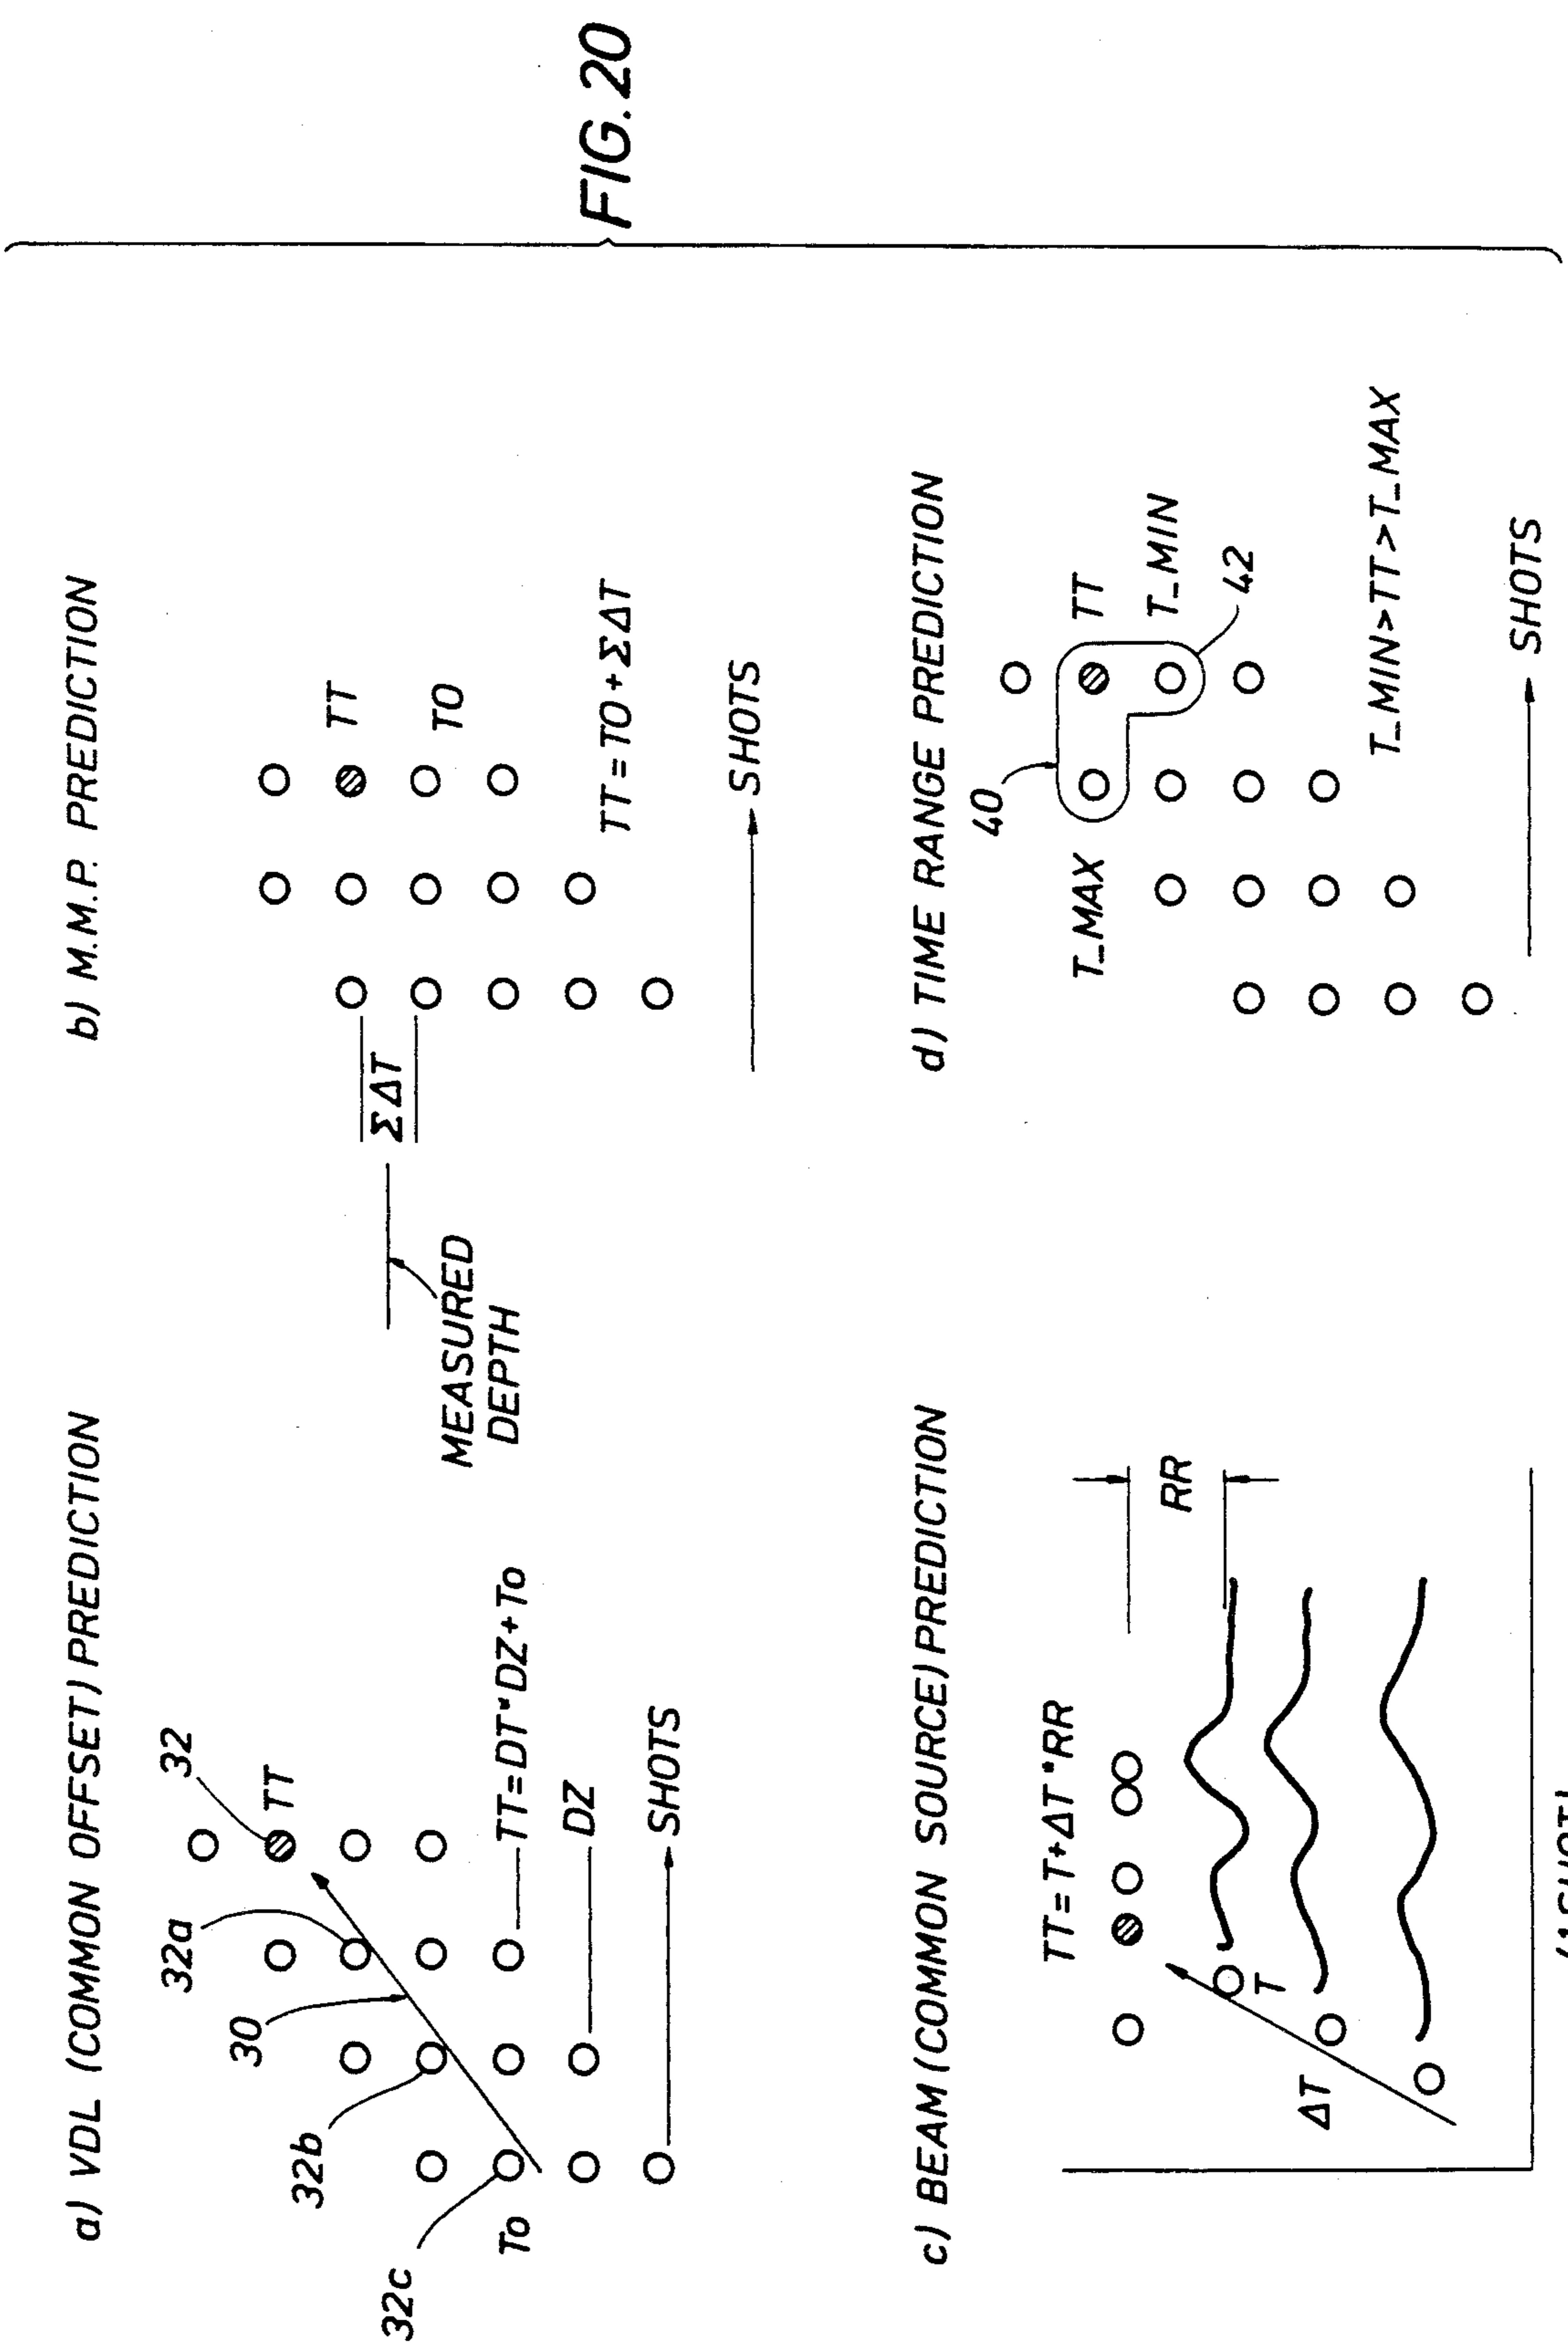 FIG. 20
a) VDL (COMMON OFFSET) PREDICTION
32
TT
32a
30
32b
32c
To
TT=DT*DZ+To
DZ
SHOTS
b) M.M.P. PREDICTION
TT
TO
ΣΔT
MEASURED
DEPTH
TT=TO+ΣΔT
SHOTS
c) BEAM (COMMON SOURCE) PREDICTION
TT=T+ΔT*RR
RR
T
ΔT
d) TIME RANGE PREDICTION
40
TT
T_MAX
T_MIN
42
T_MIN>TT>T_MAX
SHOTS